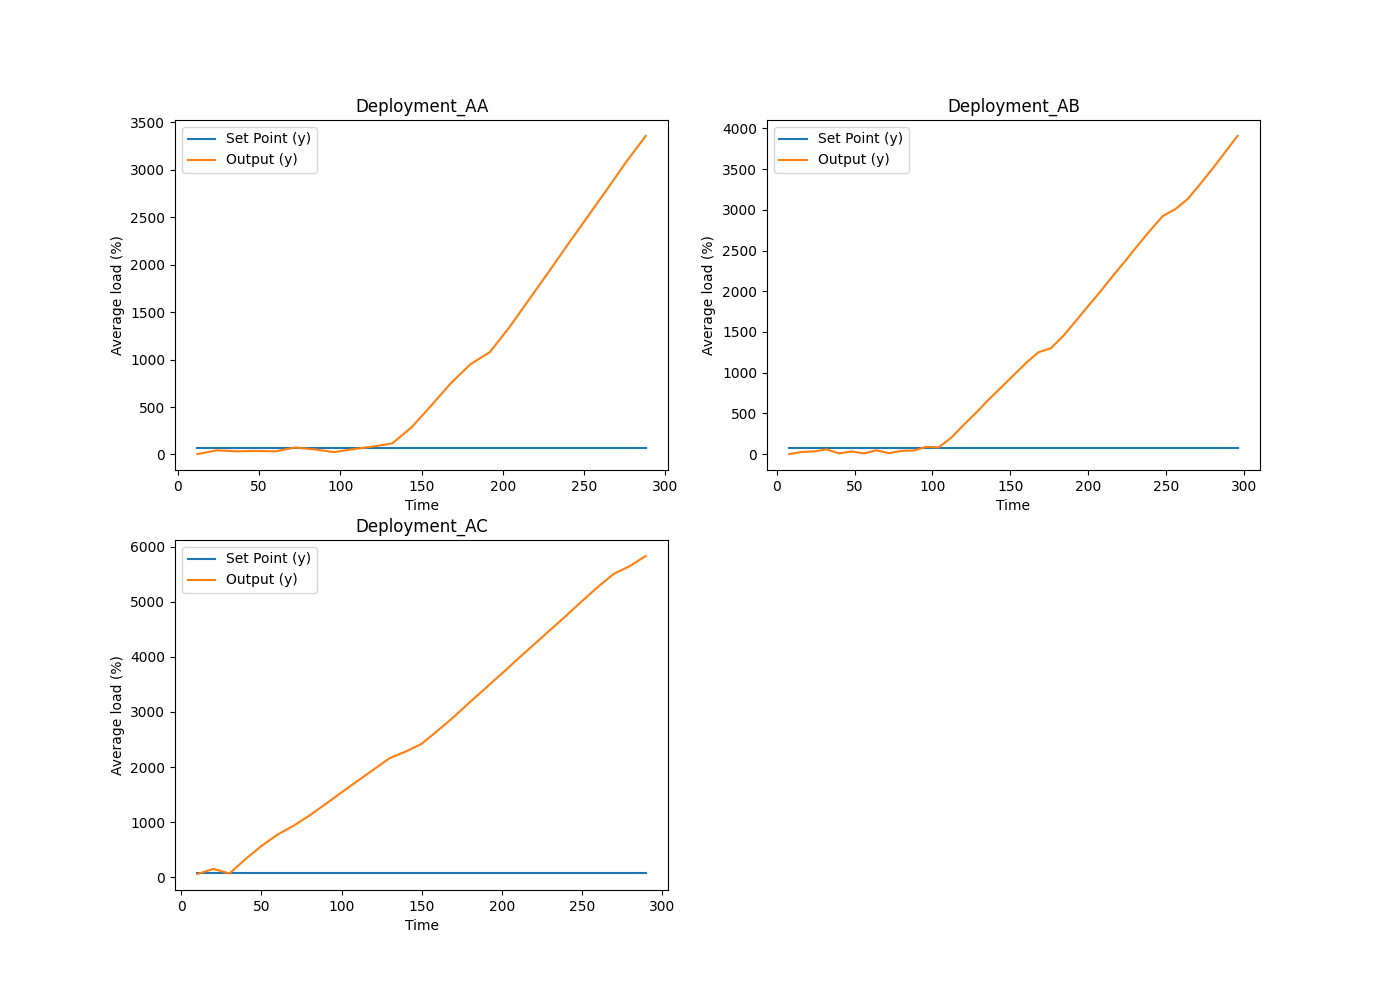 Deployment_AA
Set Point (y)
Output (y)
3500
3000
2500
2000
1500
1000
500
0
Average load (%)
0 50 100 150 200 250 300
Time
Deployment_AB
Set Point (y)
Output (y)
4000
3500
3000
2500
2000
1500
1000
500
0
Average load (%)
0 50 100 150 200 250 300
Time
Deployment_AC
Set Point (y)
Output (y)
6000
5000
4000
3000
2000
1000
0
Average load (%)
0 50 100 150 200 250 300
Time